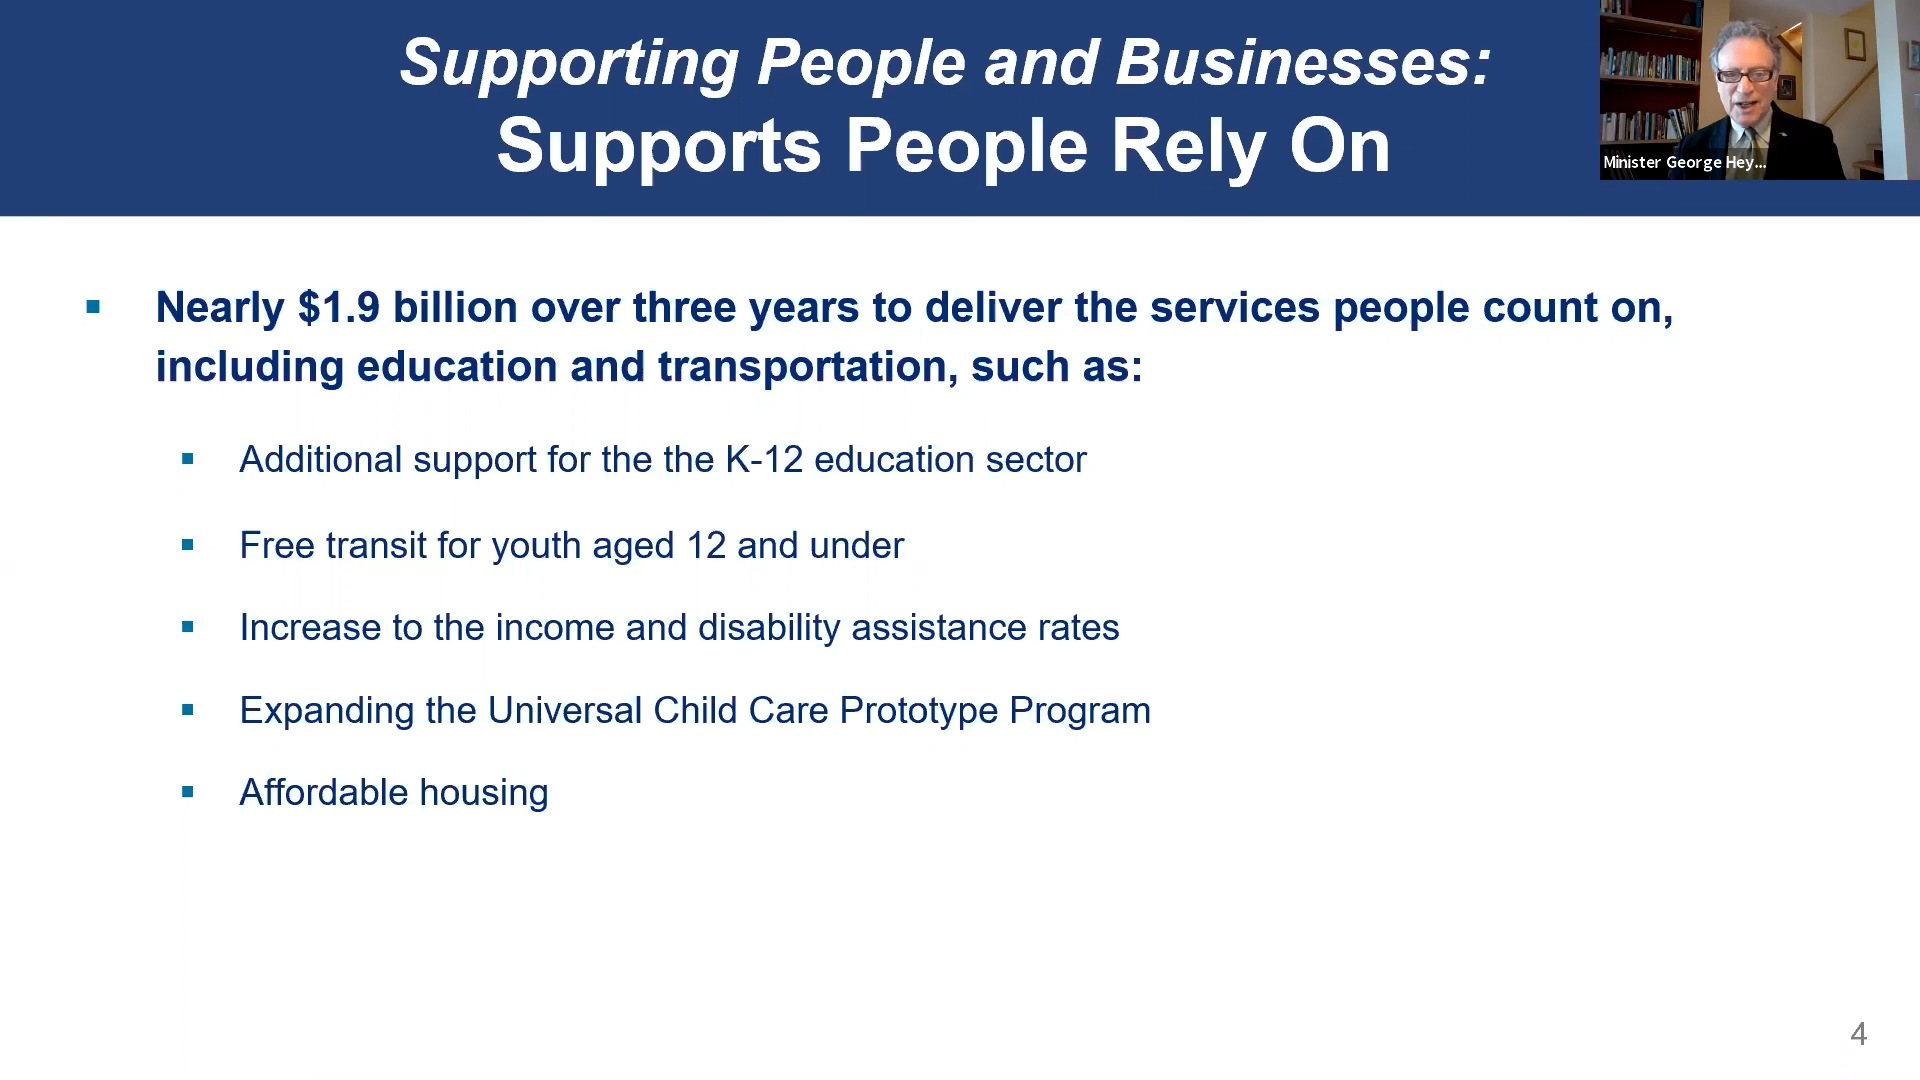 Supporting People and Businesses:
Supports People Rely On
Minister George Hey...
▪ Nearly $1.9 billion over three years to deliver the services people count on,
including education and transportation, such as:
▪ Additional support for the the K-12 education sector
▪ Free transit for youth aged 12 and under
▪ Increase to the income and disability assistance rates
▪ Expanding the Universal Child Care Prototype Program
▪ Affordable housing
4